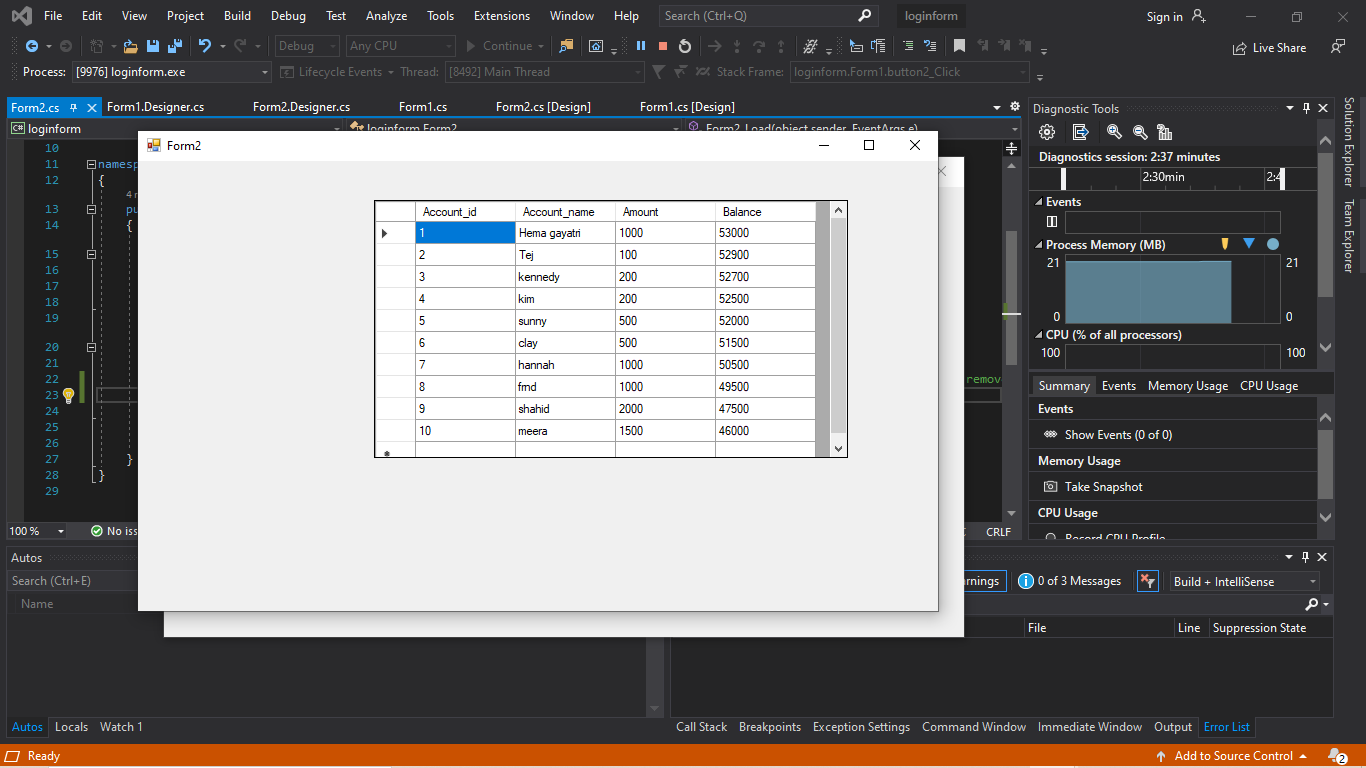 File Edit View Project Build Debug Test Analyze Tools Extensions Window Help Search (Ctrl+Q) loginform Sign in
Debug Any CPU Continue Live Share
Process: [9976] loginform.exe Lifecycle Events Thread: [8492] Main Thread Stack Frame: loginform.Form1.button2_Click
Form2.cs Form1.Designer.cs Form2.Designer.cs Form1.cs Form2.cs [Design] Form1.cs [Design]
C# loginform loginform.Form2 Form2_Load(object sender, EventArgs e)
10
11 namesp
12 {
13 pu
14 {
15
16
17
18
19
20
21
22 remov
23
24
25
26
27 }
28 }
29
Form2
Account_id Account_name Amount Balance
1 Hema gayatri 1000 53000
2 Tej 100 52900
3 kennedy 200 52700
4 kim 200 52500
5 sunny 500 52000
6 clay 500 51500
7 hannah 1000 50500
8 frnd 1000 49500
9 shahid 2000 47500
10 meera 1500 46000
100 % No iss CRLF
Diagnostic Tools
Diagnostics session: 2:37 minutes
2:30min 2:4
Events
Process Memory (MB)
21 21
0 0
CPU (% of all processors)
100 100
Summary Events Memory Usage CPU Usage
Events
Show Events (0 of 0)
Memory Usage
Take Snapshot
CPU Usage
Record CPU Profile
Solution Explorer
Team Explorer
Autos
Search (Ctrl+E)
Name
rnings 0 of 3 Messages Build + IntelliSense
File Line Suppression State
Autos Locals Watch 1
Call Stack Breakpoints Exception Settings Command Window Immediate Window Output Error List
Ready Add to Source Control 2